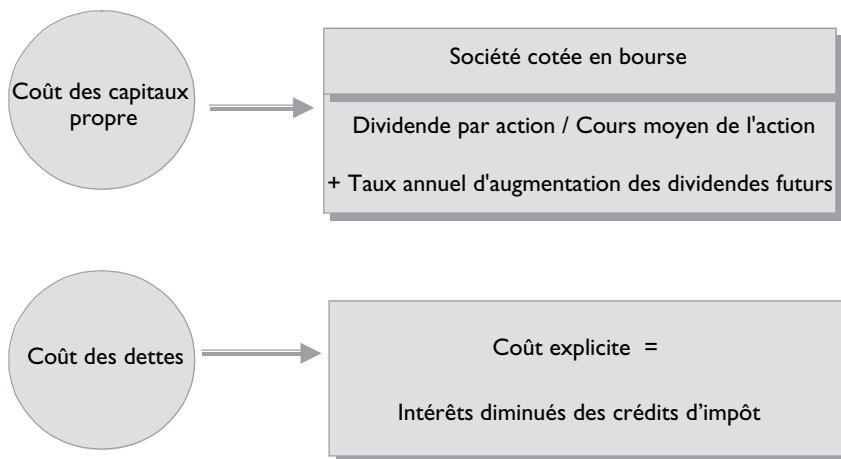 Coût des capitaux
propre
Société cotée en bourse
Dividende par action / Cours moyen de l'action
+ Taux annuel d'augmentation des dividendes futurs
Coût des dettes
Coût explicite =
Intérêts diminués des crédits d’impôt